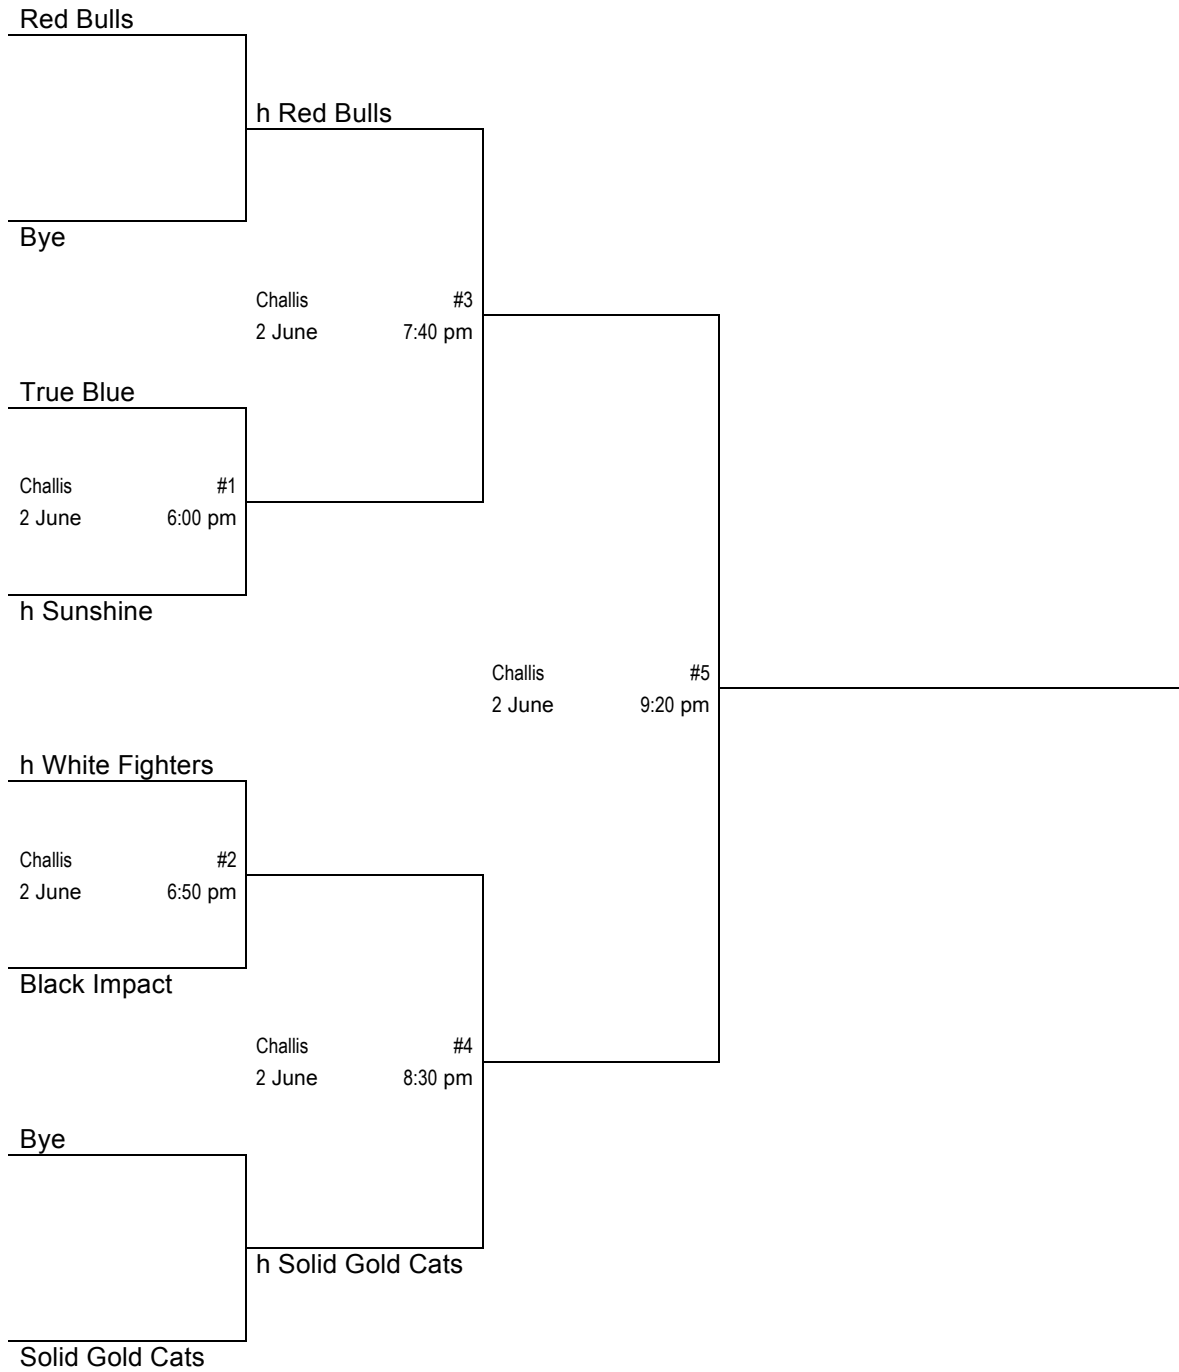 Red Bulls
h Red Bulls
Bye
Challis #3
2 June 7:40 pm
True Blue
Challis #1
2 June 6:00 pm
h Sunshine
Challis #5
2 June 9:20 pm
h White Fighters
Challis #2
2 June 6:50 pm
Black Impact
Challis #4
2 June 8:30 pm
Bye
h Solid Gold Cats
Solid Gold Cats